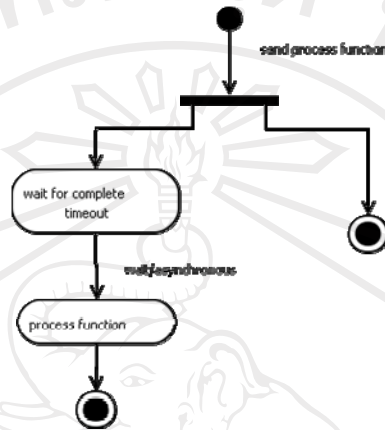 send process function
wait for complete
timeout
wait/asynchronous
process function